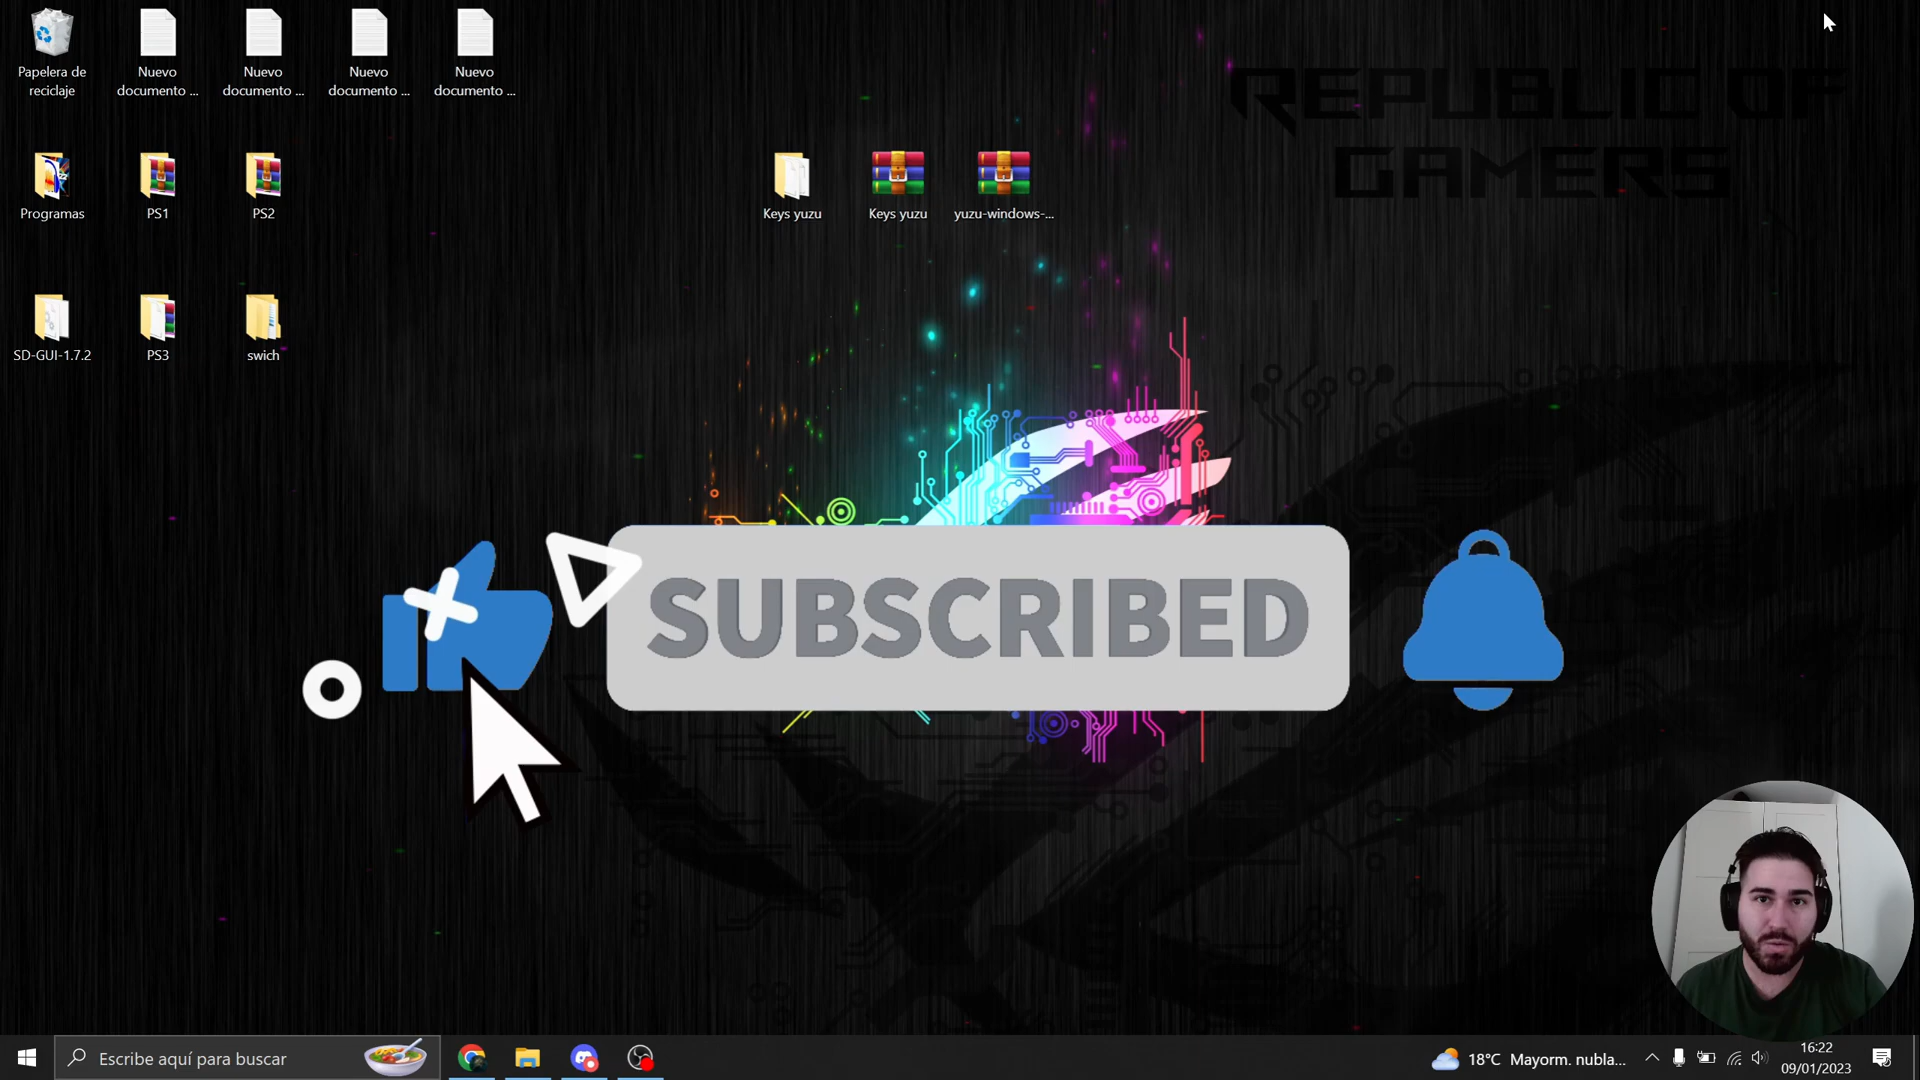 Papelera de
reciclaje
Nuevo
documento ...
Nuevo
documento ...
Nuevo
documento ...
Nuevo
documento ...
REPUBLIC OF
GAMERS
Programas
PS1
PS2
Keys yuzu
Keys yuzu
yuzu-windows-...
SD-GUI-1.7.2
PS3
swich
SUBSCRIBED
Escribe aquí para buscar
18°C Mayorm. nubla...
16:22
09/01/2023